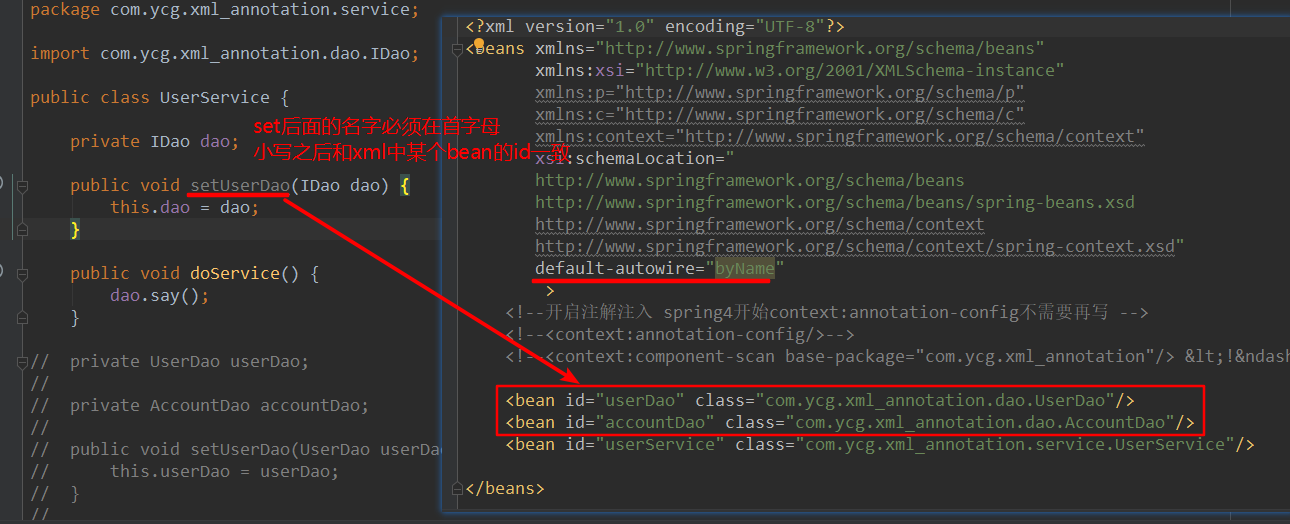 package com.ycg.xml_annotation.service;
import com.ycg.xml_annotation.dao.IDao;
public class UserService {
private IDao dao;
set后面的名字必须在首字母
小写之后和xml中某个bean的id一致
public void setUserDao(IDao dao) {
this.dao = dao;
}
public void doService() {
dao.say();
}
// private UserDao userDao;
//
// private AccountDao accountDao;
//
// public void setUserDao(UserDao userDa
// this.userDao = userDao;
// }
//
<?xml version="1.0" encoding="UTF-8"?>
<beans xmlns="http://www.springframework.org/schema/beans"
xmlns:xsi="http://www.w3.org/2001/XMLSchema-instance"
xmlns:p="http://www.springframework.org/schema/p"
xmlns:c="http://www.springframework.org/schema/c"
xmlns:context="http://www.springframework.org/schema/context"
xsi:schemaLocation="
http://www.springframework.org/schema/beans
http://www.springframework.org/schema/beans/spring-beans.xsd
http://www.springframework.org/schema/context
http://www.springframework.org/schema/context/spring-context.xsd"
default-autowire="byName"
>
<!--开启注解注入 spring4开始context:annotation-config不需要再写 -->
<!--<context:annotation-config/>-->
<!--<context:component-scan base-package="com.ycg.xml_annotation"/> &lt;!&ndash
<bean id="userDao" class="com.ycg.xml_annotation.dao.UserDao"/>
<bean id="accountDao" class="com.ycg.xml_annotation.dao.AccountDao"/>
<bean id="userService" class="com.ycg.xml_annotation.service.UserService"/>
</beans>